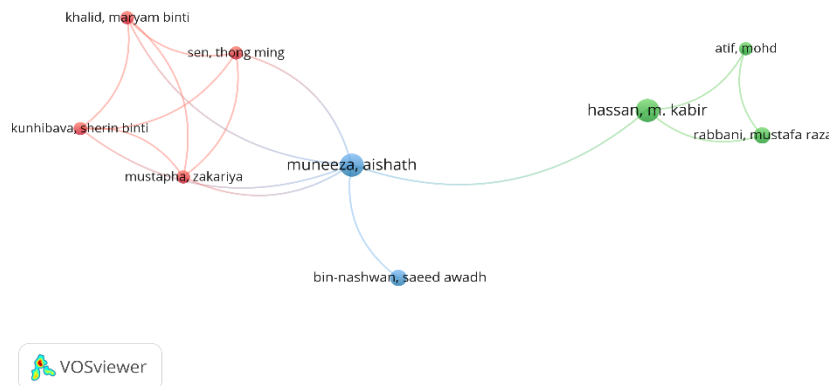 khalid, maryam binti
sen, thong ming
atif, mohd
hassan, m. kabir
kunhibava, sherin binti
rabbani, mustafa raza
muneeza, aishath
mustapha, zakariya
bin-nashwan, saeed awadh
VOSviewer